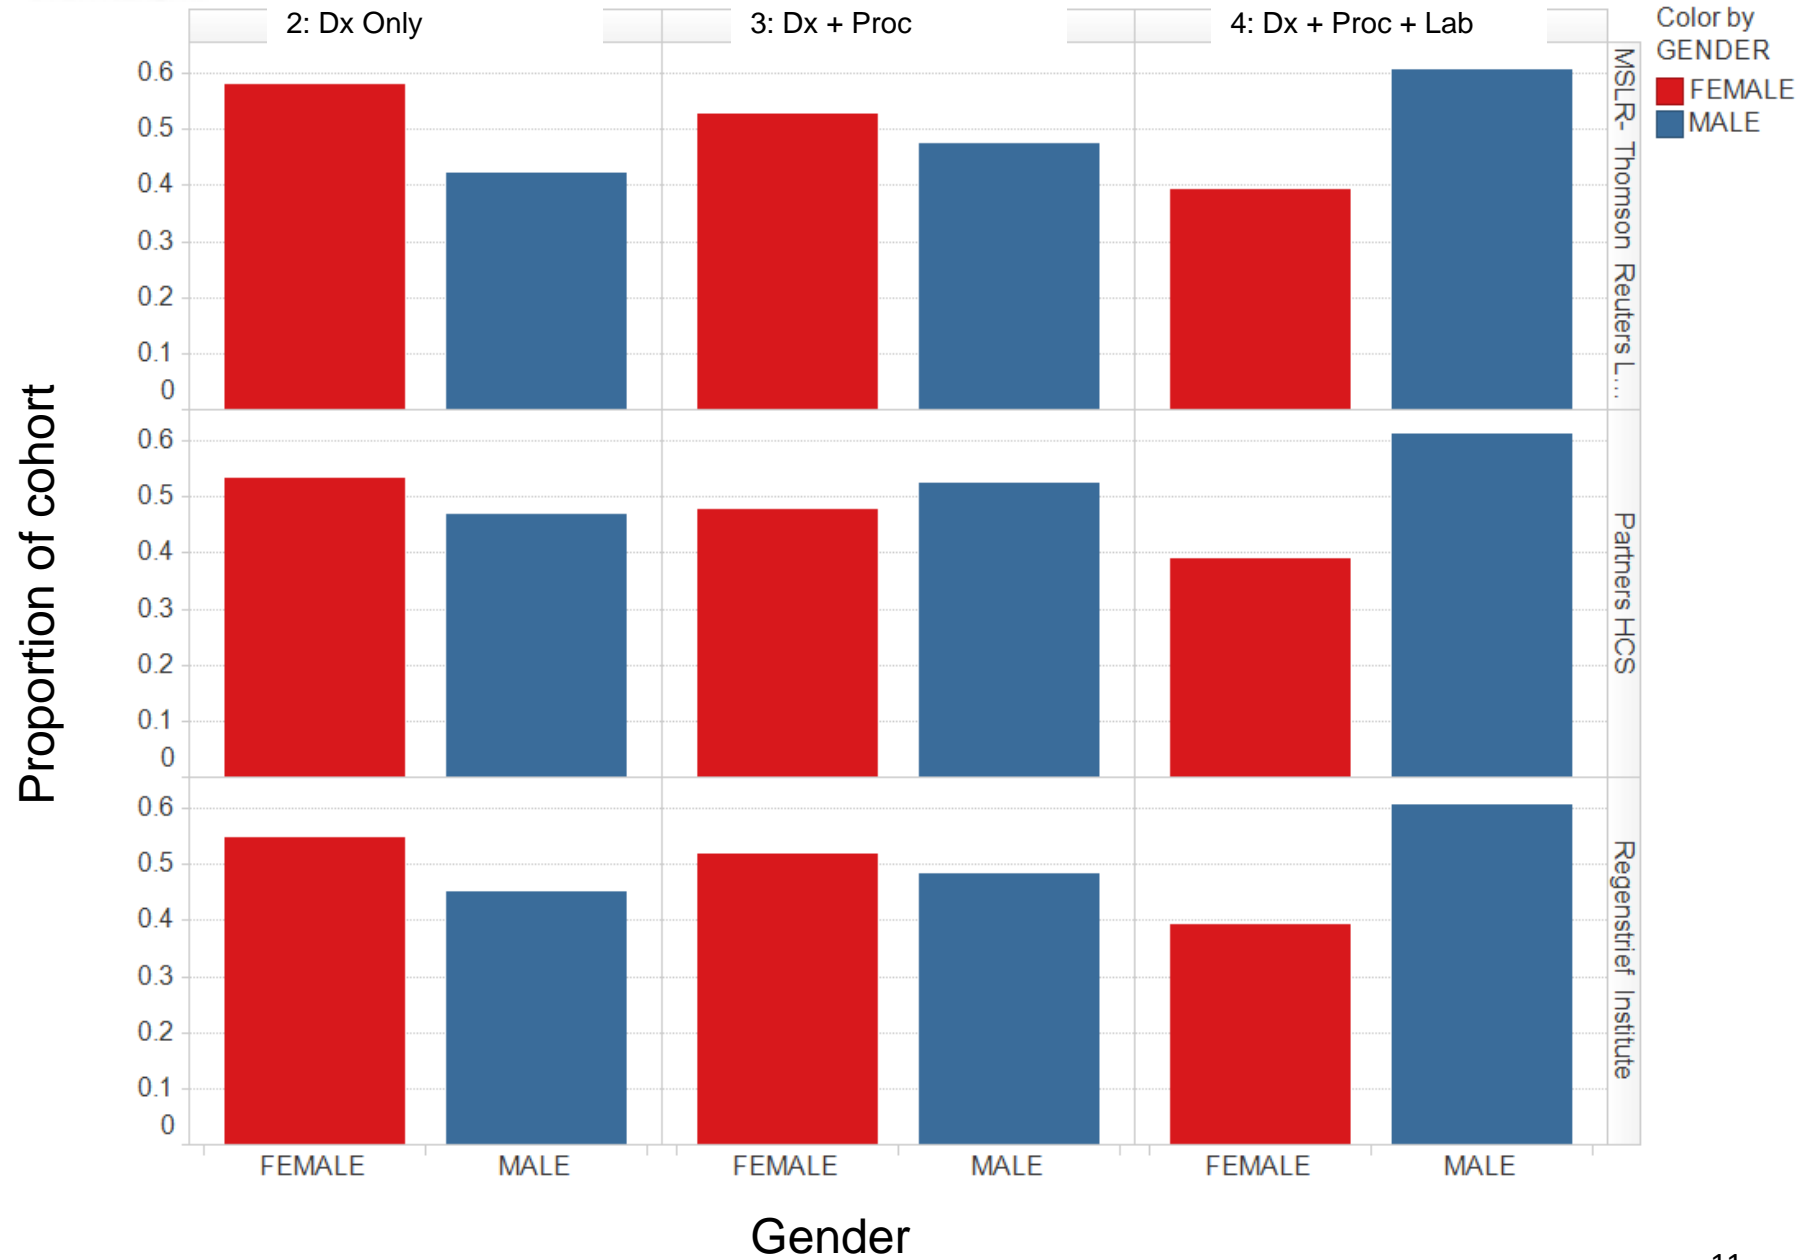 2: Dx Only
3: Dx + Proc
4: Dx + Proc + Lab
Color by
GENDER
FEMALE
MALE
Proportion of cohort
0.6
0.5
0.4
0.3
0.2
0.1
0
MSLR- Thomson Reuters L...
0.6
0.5
0.4
0.3
0.2
0.1
0
Partners HCS
0.6
0.5
0.4
0.3
0.2
0.1
0
Regenstrief Institute
FEMALE
MALE
FEMALE
MALE
FEMALE
MALE
Gender
11